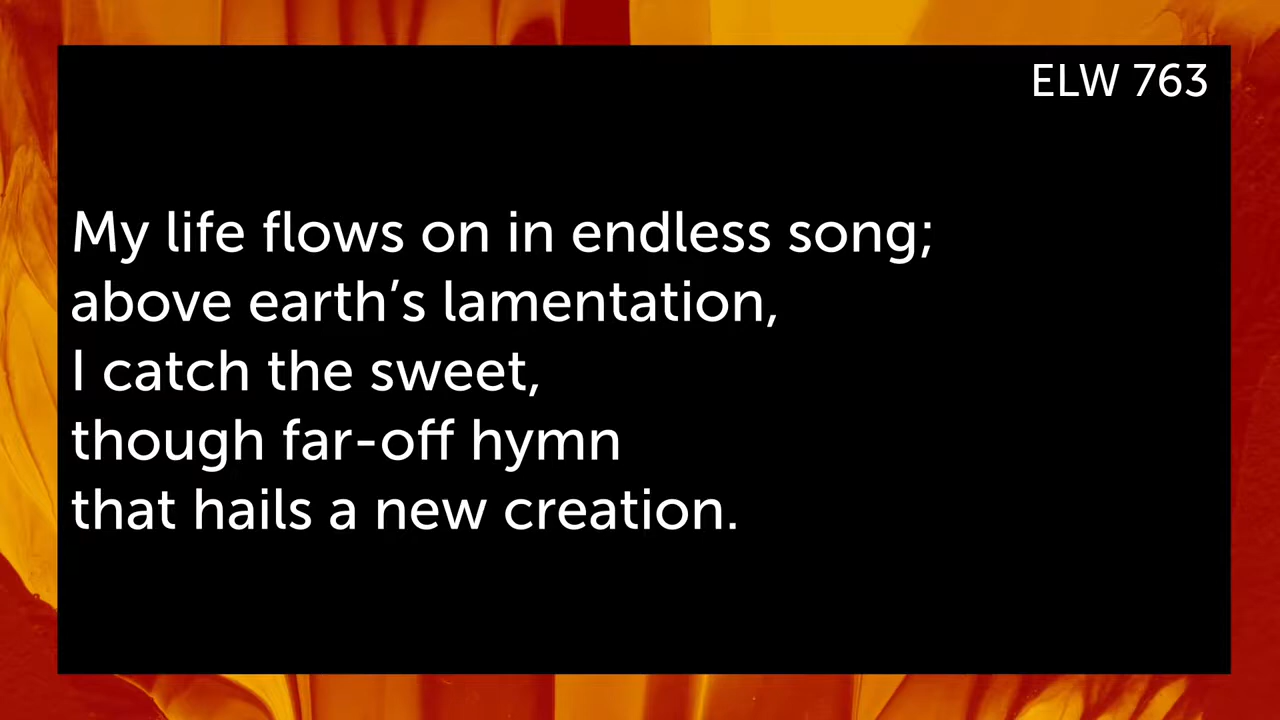 ELW 763
My life flows on in endless song;
above earth’s lamentation,
I catch the sweet,
though far-off hymn
that hails a new creation.